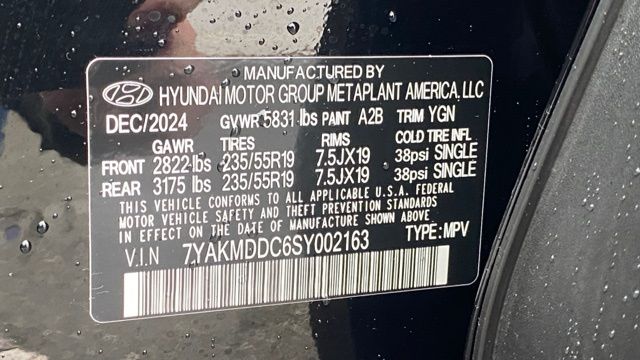 MANUFACTURED BY
HYUNDAI MOTOR GROUP METAPLANT AMERICA, LLC
DEC/2024 GVWR 5831 lbs PANT A2B TRIM YGN
GAWR TIRES RIMS COLD TIRE INFL
FRONT 2822 lbs 235/55R19 7.5JX19 38psi SINGLE
REAR 3175 lbs 235/55R19 7.5JX19 38psi SINGLE
THIS VEHICLE CONFORMS TO ALL APPLICABLE U.S.A. FEDERAL
MOTOR VEHICLE SAFETY AND THEFT PREVENTION STANDARDS
IN EFFECT ON THE DATE OF MANUFACTURE SHOWN ABOVE
V.I.N 7YAKMDDC6SY002163 TYPE: MPV